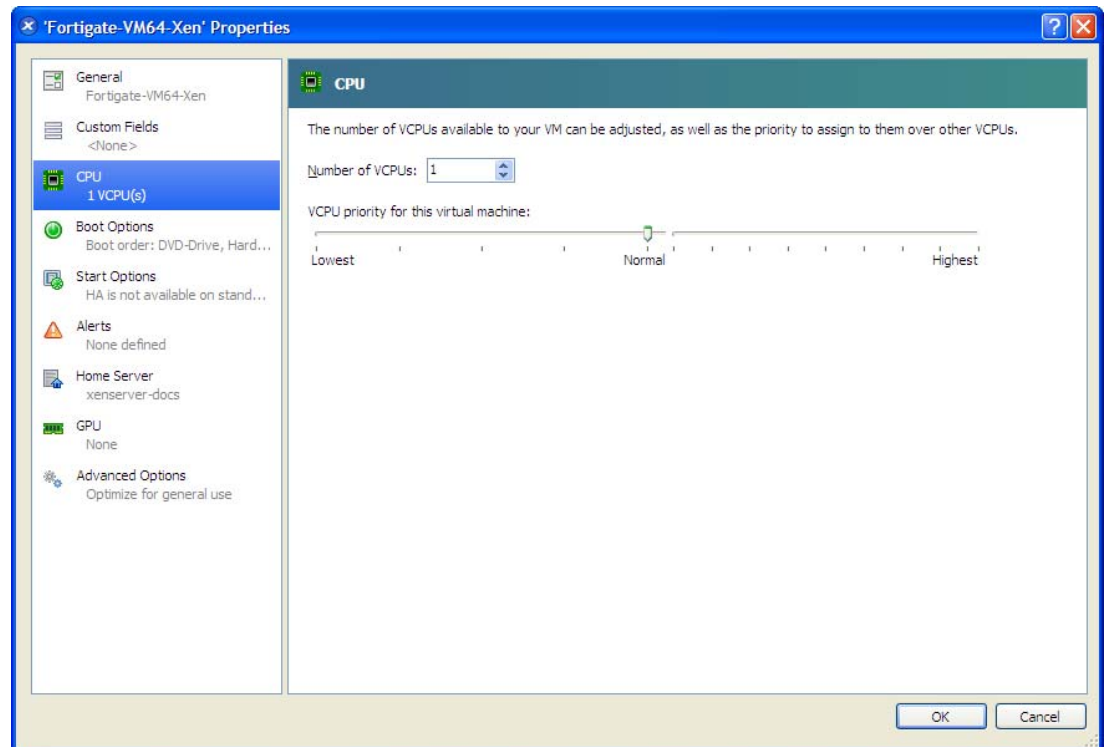 'Fortigate-VM64-Xen' Properties
General
Fortigate-VM64-Xen
Custom Fields
<None>
CPU
1 VCPU(s)
Boot Options
Boot order: DVD-Drive, Hard...
Start Options
HA is not available on stand...
Alerts
None defined
Home Server
xenserver-docs
GPU
None
Advanced Options
Optimize for general use
CPU
The number of VCPUs available to your VM can be adjusted, as well as the priority to assign to them over other VCPUs.
Number of VCPUs: 1
VCPU priority for this virtual machine:
Lowest Normal Highest
OK Cancel